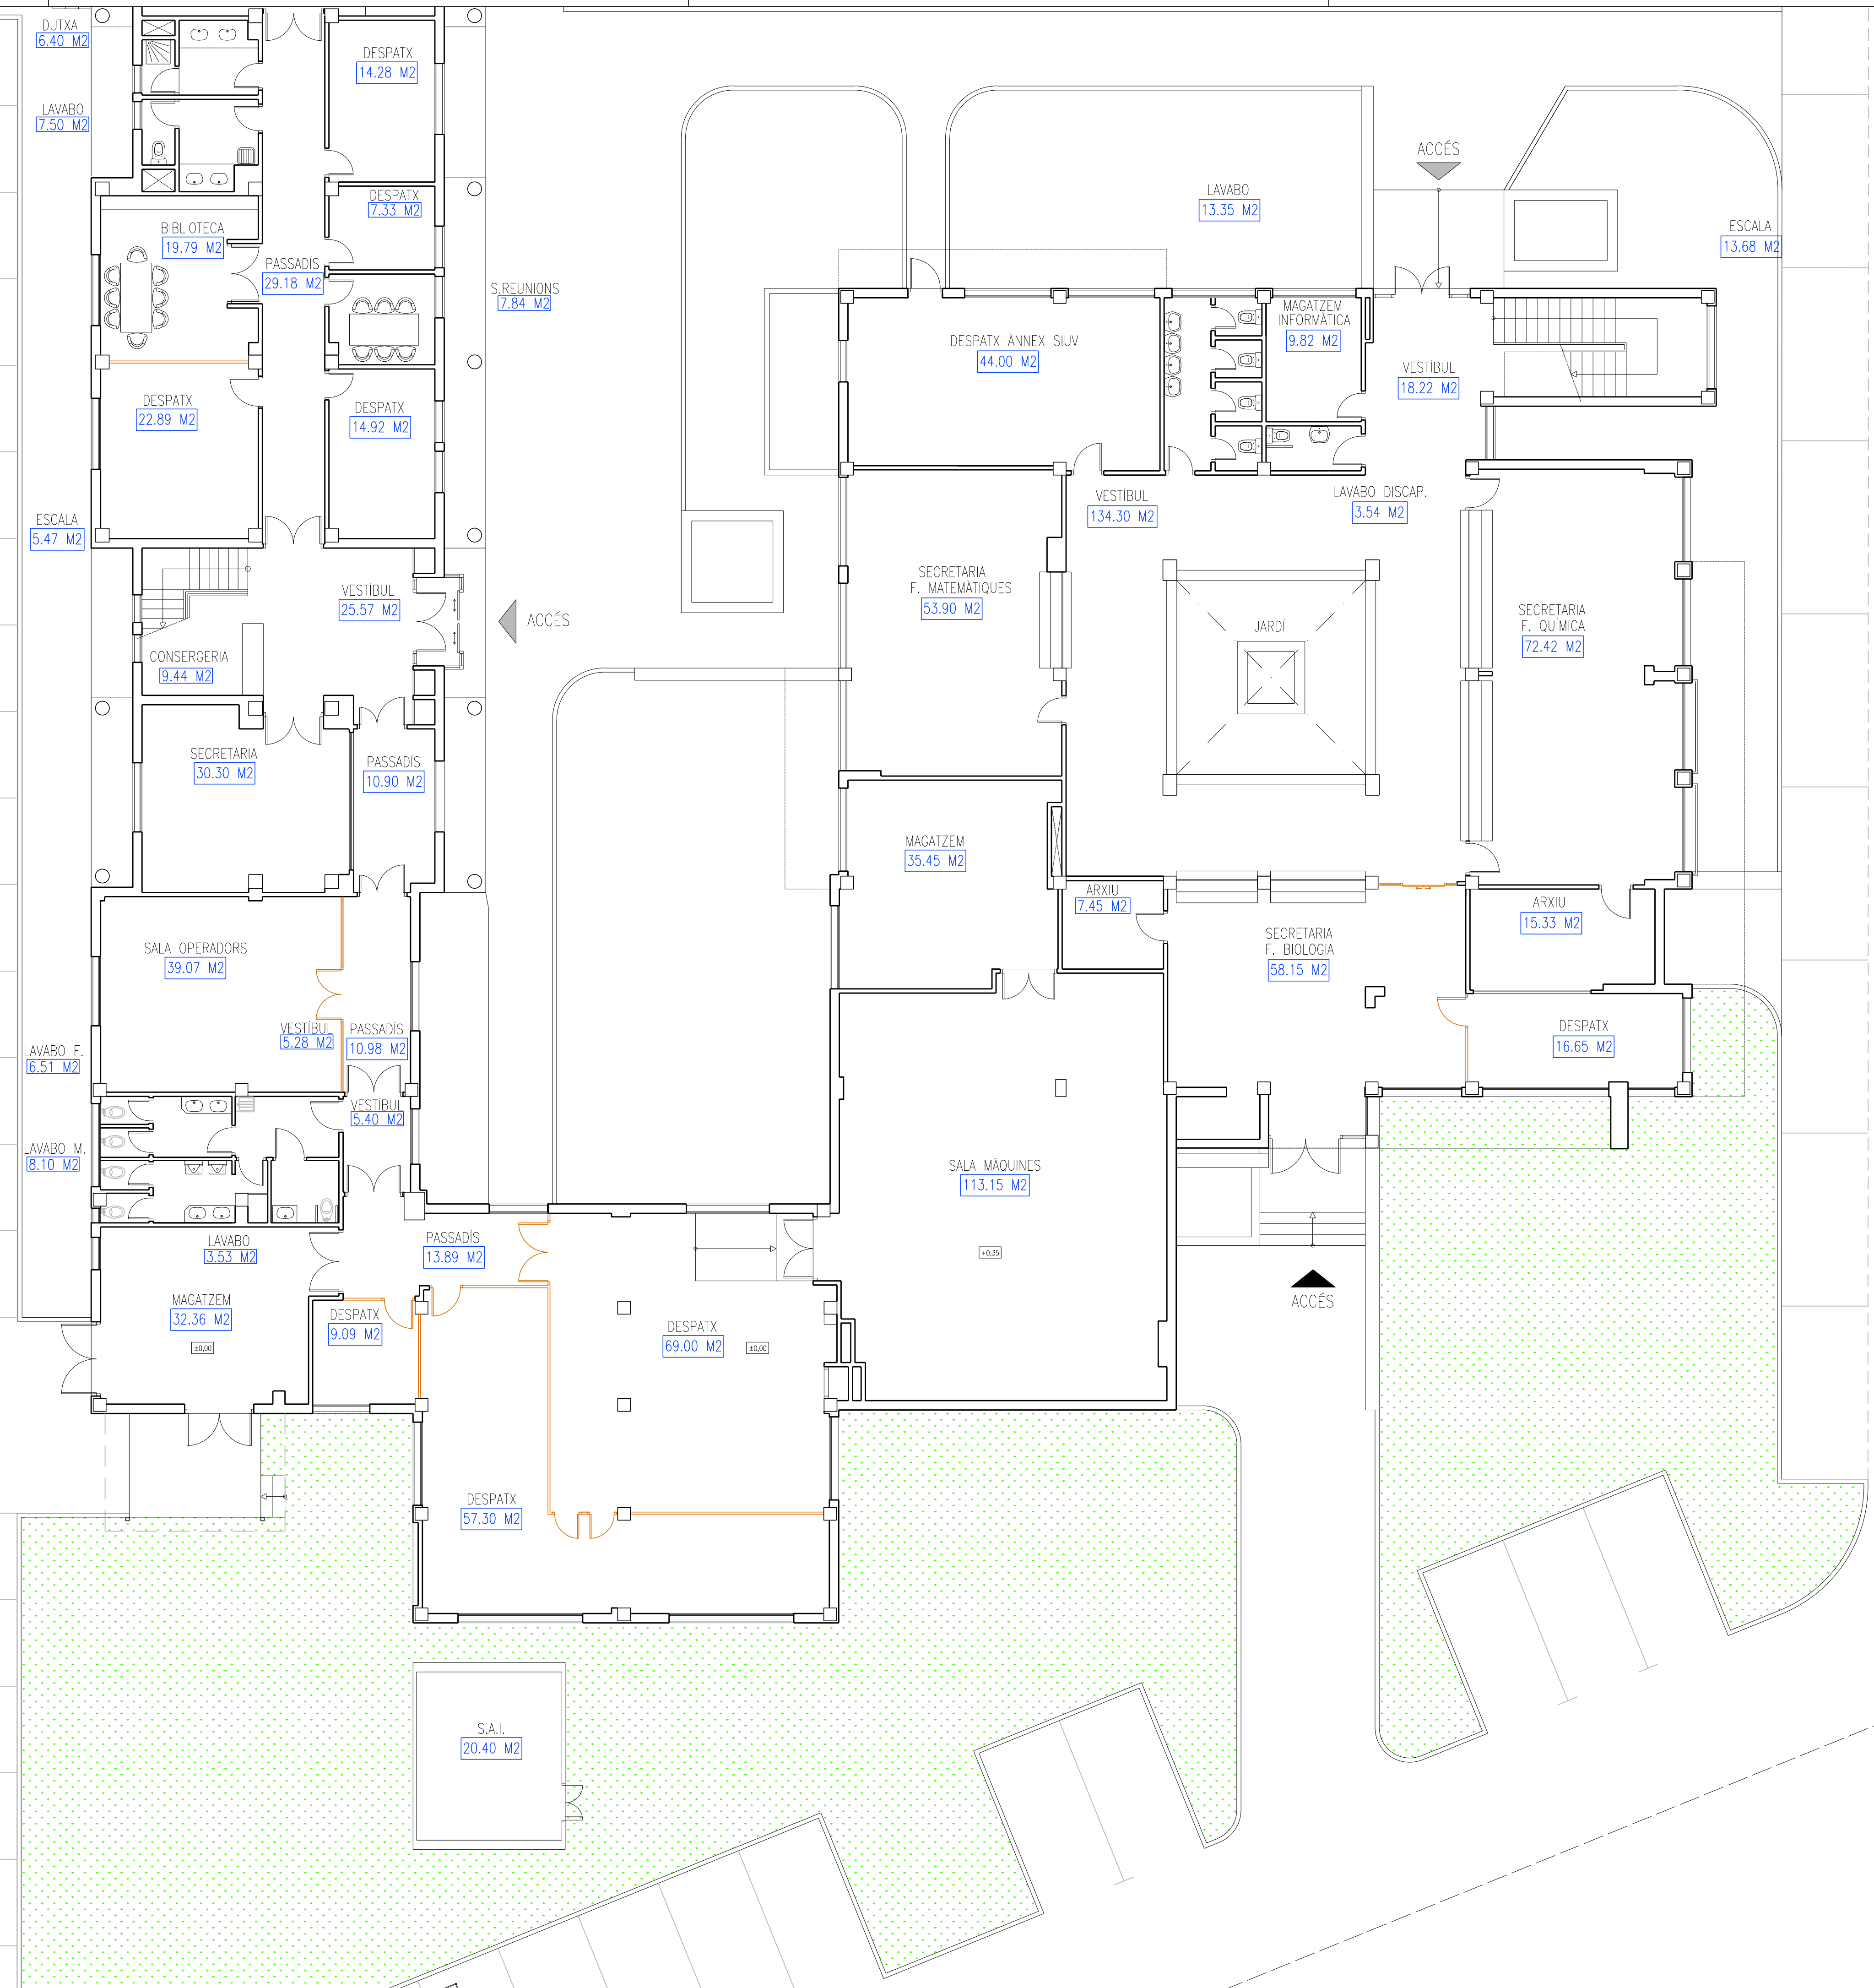 DUTXA
6.40 M2
DESPATX
14.28 M2
LAVABO
7.50 M2
ACCÉS
DESPATX
7.33 M2
LAVABO
13.35 M2
BIBLIOTECA
19.79 M2
ESCALA
13.68 M2
PASSADÍS
29.18 M2
S.REUNIONS
7.84 M2
MAGATZEM
INFORMÀTICA
9.82 M2
DESPATX ÀNNEX SIUV
44.00 M2
VESTÍBUL
18.22 M2
DESPATX
22.89 M2
DESPATX
14.92 M2
VESTÍBUL
134.30 M2
LAVABO DISCAP.
3.54 M2
ESCALA
5.47 M2
SECRETARIA
F. MATEMÀTIQUES
53.90 M2
VESTÍBUL
25.57 M2
ACCÉS
JARDÍ
SECRETARIA
F. QUÍMICA
72.42 M2
CONSERGERIA
9.44 M2
SECRETARIA
30.30 M2
PASSADÍS
10.90 M2
MAGATZEM
35.45 M2
ARXIU
7.45 M2
ARXIU
15.33 M2
SECRETARIA
F. BIOLOGIA
58.15 M2
SALA OPERADORS
39.07 M2
VESTÍBUL
5.28 M2
PASSADÍS
10.98 M2
DESPATX
16.65 M2
LAVABO F.
6.51 M2
VESTÍBUL
5.40 M2
LAVABO M.
8.10 M2
SALA MÀQUINES
113.15 M2
+0,35
LAVABO
3.53 M2
PASSADÍS
13.89 M2
ACCÉS
MAGATZEM
32.36 M2
±0,00
DESPATX
9.09 M2
DESPATX
69.00 M2
±0,00
DESPATX
57.30 M2
S.A.I.
20.40 M2